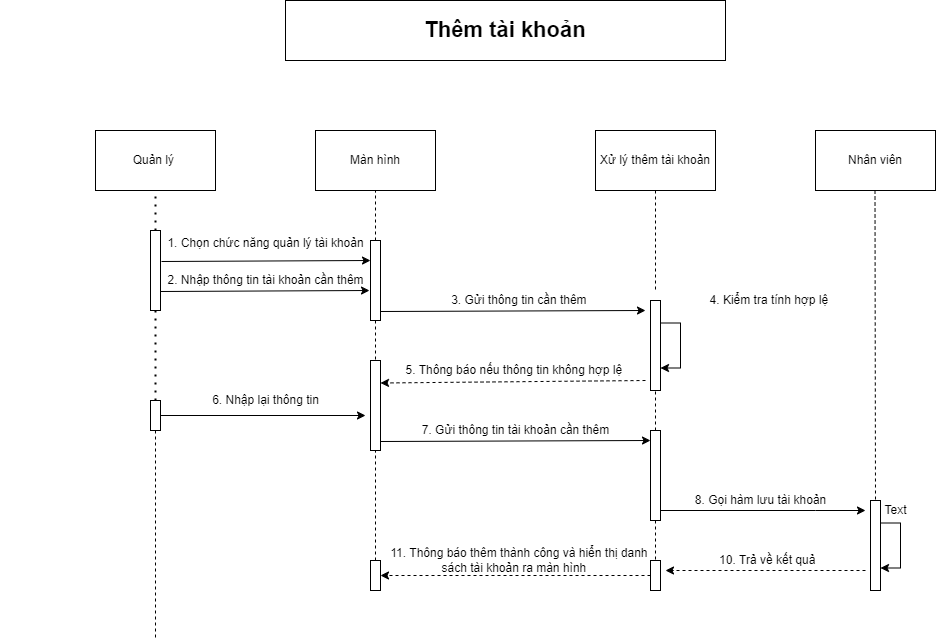 Thêm tài khoản
Quản lý
Màn hình
Xử lý thêm tài khoản
Nhân viên
1. Chọn chức năng quản lý tài khoản
2. Nhập thông tin tài khoản cần thêm
3. Gửi thông tin cần thêm
4. Kiểm tra tính hợp lệ
5. Thông báo nếu thông tin không hợp lệ
6. Nhập lại thông tin
7. Gửi thông tin tài khoản cần thêm
8. Gọi hàm lưu tài khoản
Text
10. Trả về kết quả
11. Thông báo thêm thành công và hiển thị danh
sách tài khoản ra màn hình